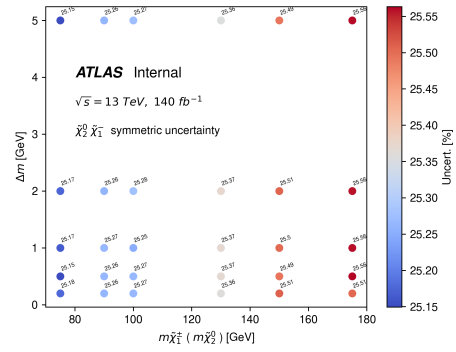 25.15 25.26 25.27 25.36 25.49 25.56
5
ATLAS Internal
√s = 13 TeV, 140 fb⁻¹
χ̃₂⁰ χ̃₁⁻ symmetric uncertainty
4
3
25.17 25.26 25.28 25.37 25.51 25.56
2
25.17 25.27 25.25 25.37 25.5 25.56
1
25.15 25.26 25.27 25.37 25.49 25.56
25.18 25.26 25.27 25.36 25.51 25.51
0
Δm [GeV]
80 100 120 140 160 180
mχ̃₁± ( mχ̃₂⁰ ) [GeV]
25.55
25.50
25.45
25.40
25.35
25.30
25.25
25.20
25.15
Uncert. [%]